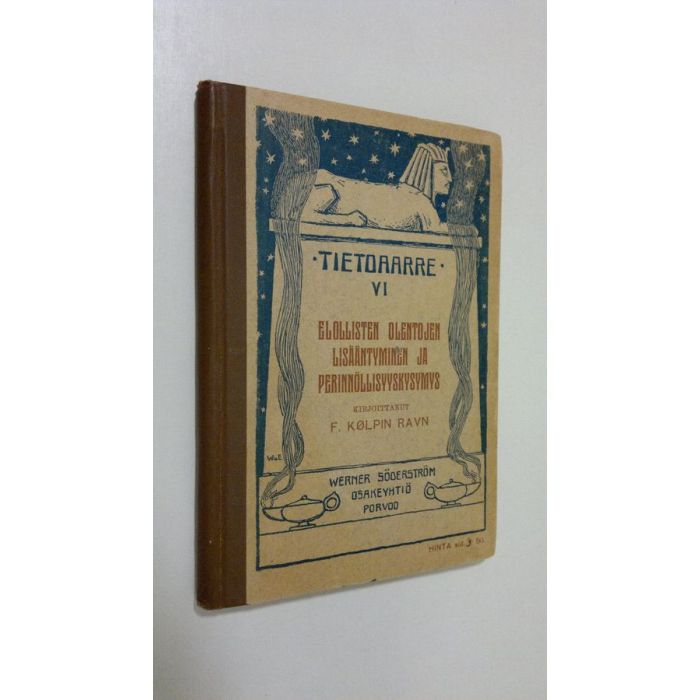 ·TIETOAARRE·
VI
ELOLLISTEN OLENTOJEN
LISÄÄNTYMINEN JA
PERINNÖLLISYYSKYSYMYS
KIRJOITTANUT
F. KØLPIN RAVN
W:E
WERNER SÖDERSTRÖM
OSAKEYHTIÖ
PORVOO
HINTA